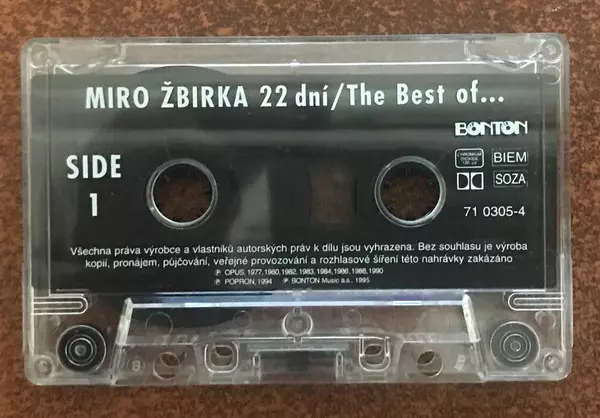 MIRO ŽBIRKA 22 dní/The Best of...
BONTON
SIDE
1
CHROMIUM
DIOXIDE
BIEM
SOZA
71 0305-4
Všechna práva výrobce a vlastníků autorských práv k dílu jsou vyhrazena. Bez souhlasu je výroba
kopií, pronájem, půjčování, veřejné provozování a rozhlasové šíření této nahrávky zakázáno
℗ OPUS, 1977, 1980, 1982, 1983, 1984, 1986, 1988, 1990
℗ POPRON, 1994 ℗ BONTON Music a.s., 1995